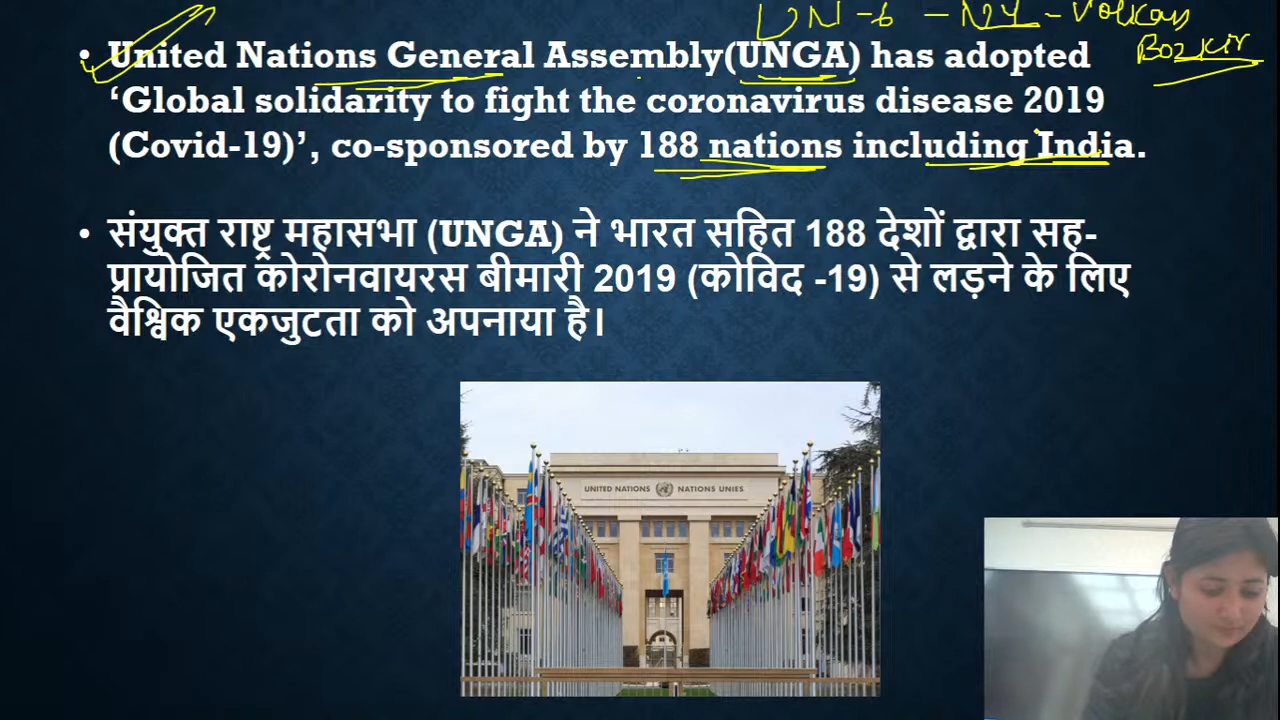 UN-6 - NY - Volkan
Bozkir
• United Nations General Assembly(UNGA) has adopted
‘Global solidarity to fight the coronavirus disease 2019
(Covid-19)’, co-sponsored by 188 nations including India.
• संयुक्त राष्ट्र महासभा (UNGA) ने भारत सहित 188 देशों द्वारा सह-
प्रायोजित कोरोनवायरस बीमारी 2019 (कोविद -19) से लड़ने के लिए
वैश्विक एकजुटता को अपनाया है।
UNITED NATIONS NATIONS UNIES